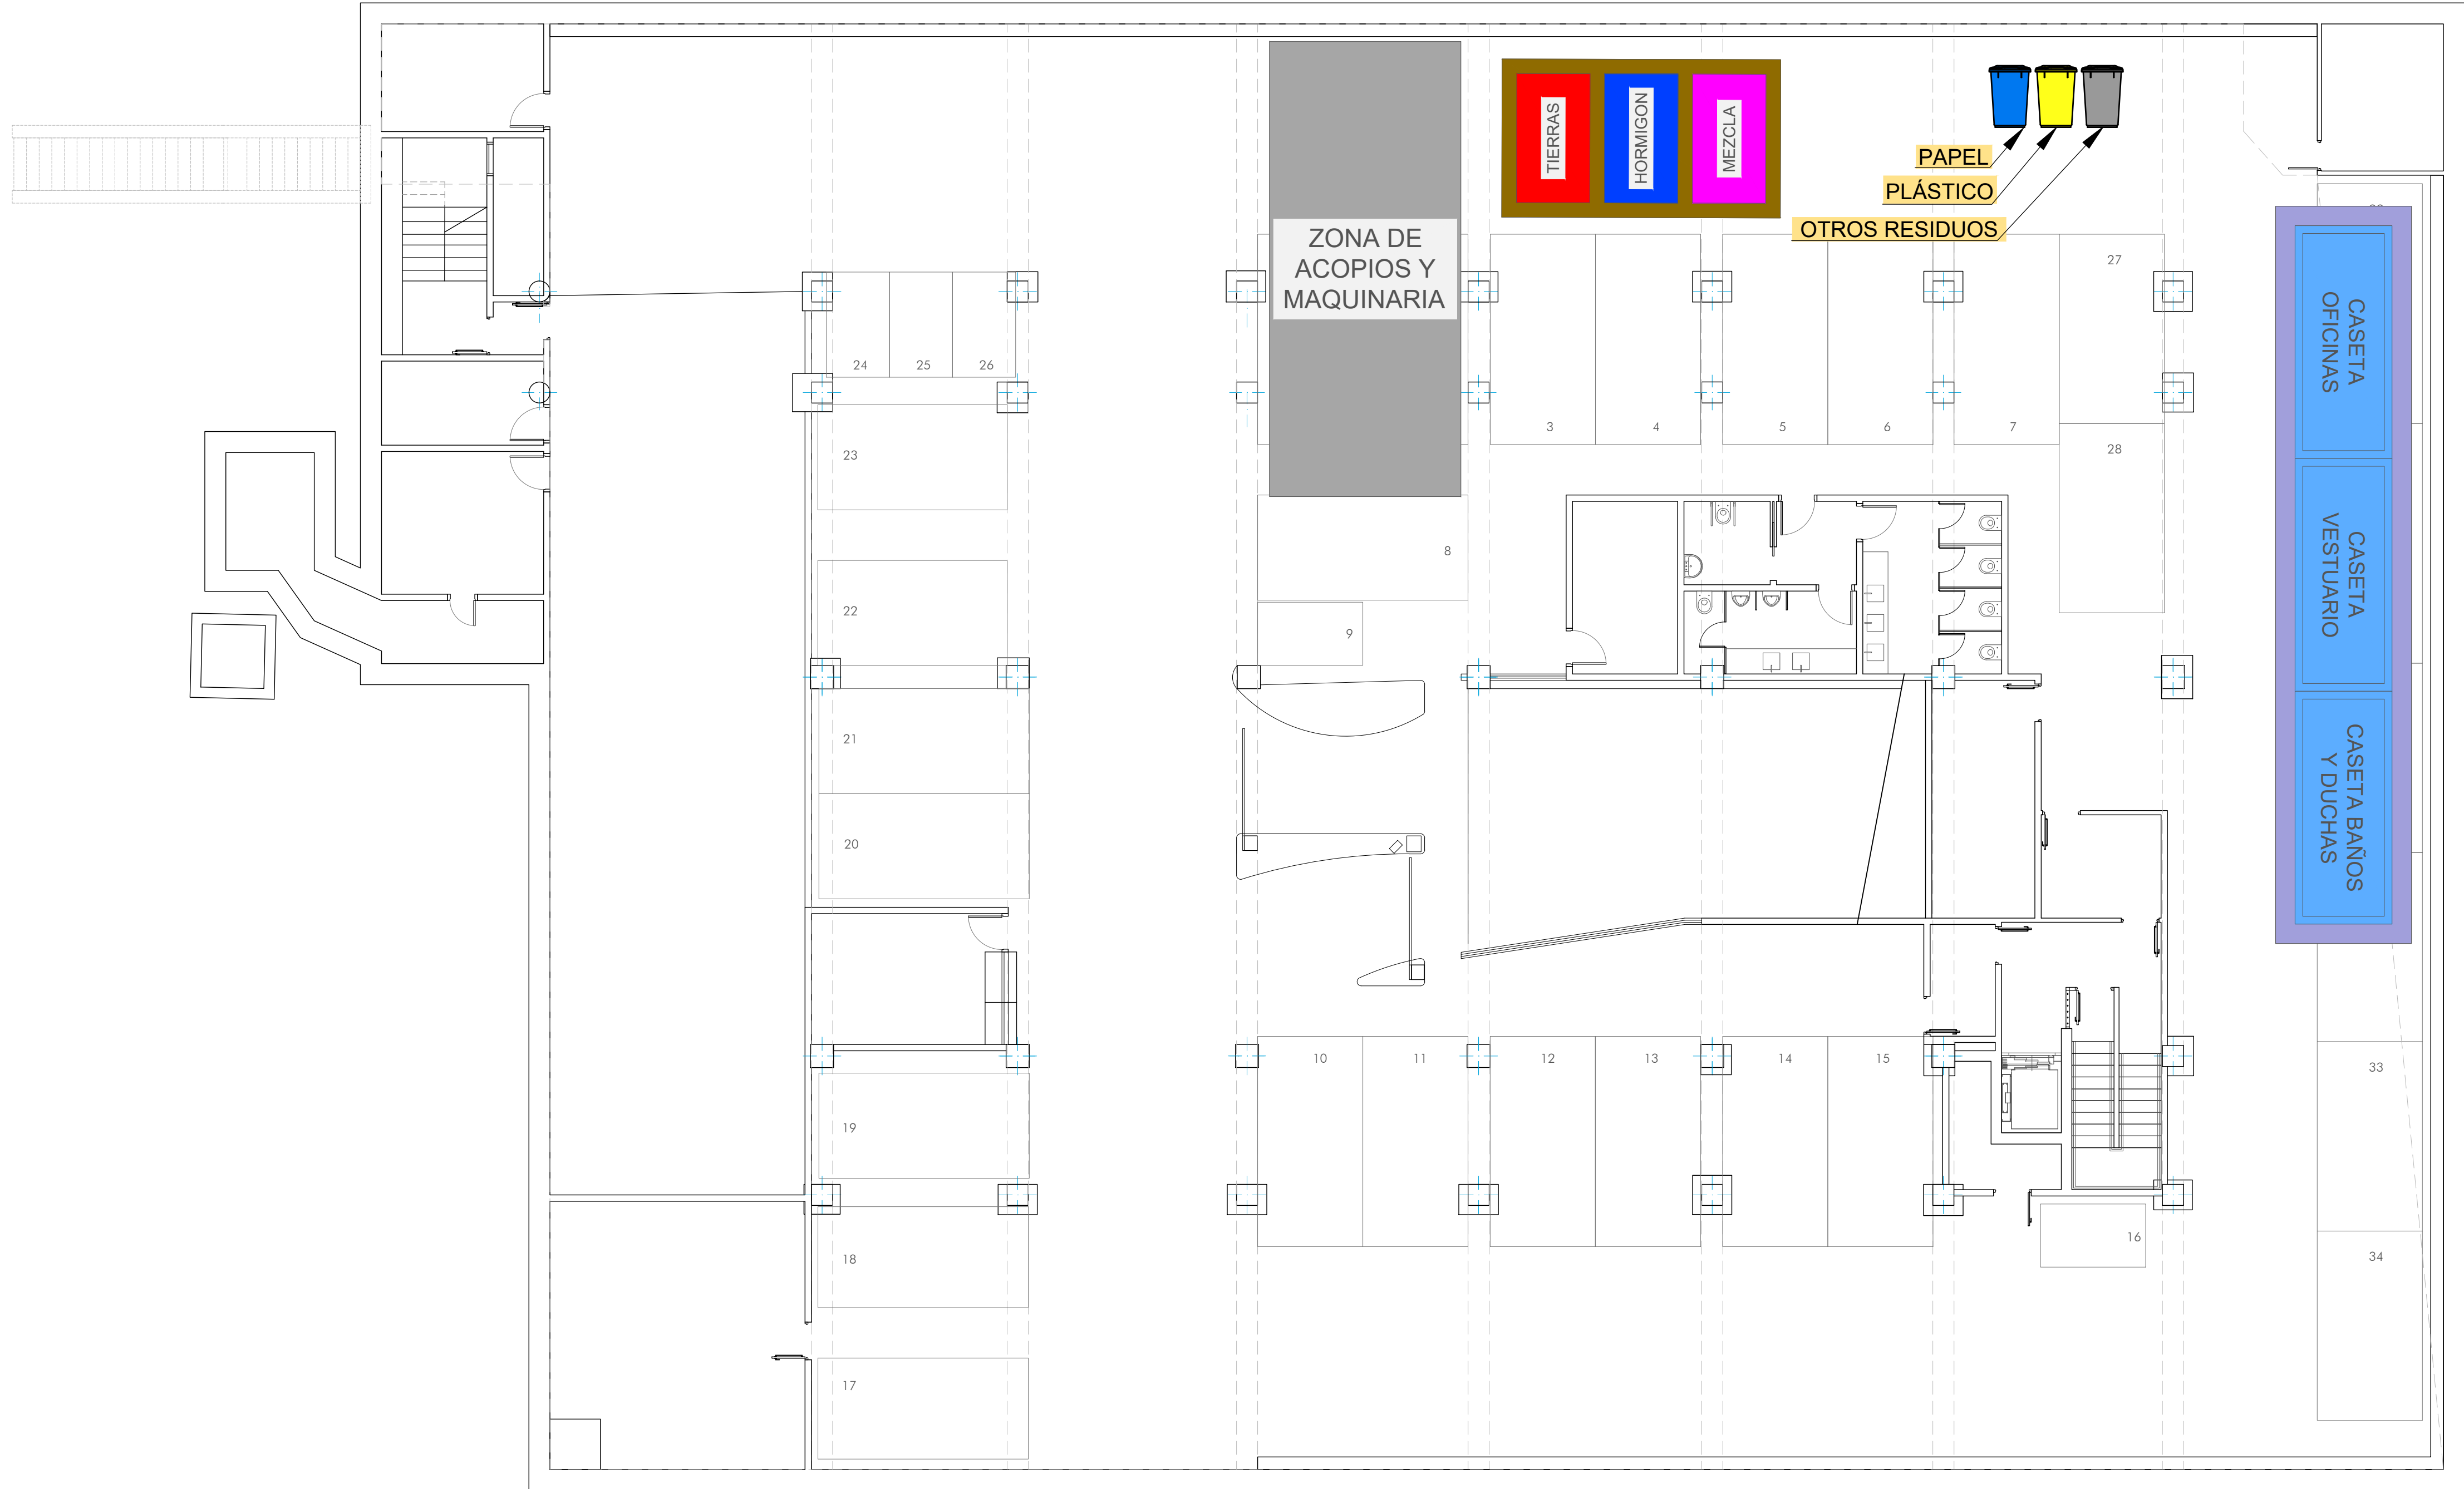 TIERRAS
HORMIGON
MEZCLA
PAPEL
PLÁSTICO
OTROS RESIDUOS
ZONA DE
ACOPIOS Y
MAQUINARIA
27
CASETA
OFICINAS
24
25
26
3
4
5
6
7
28
23
8
CASETA
VESTUARIO
22
9
21
20
CASETA BAÑOS
Y DUCHAS
10
11
12
13
14
15
33
19
16
18
34
17